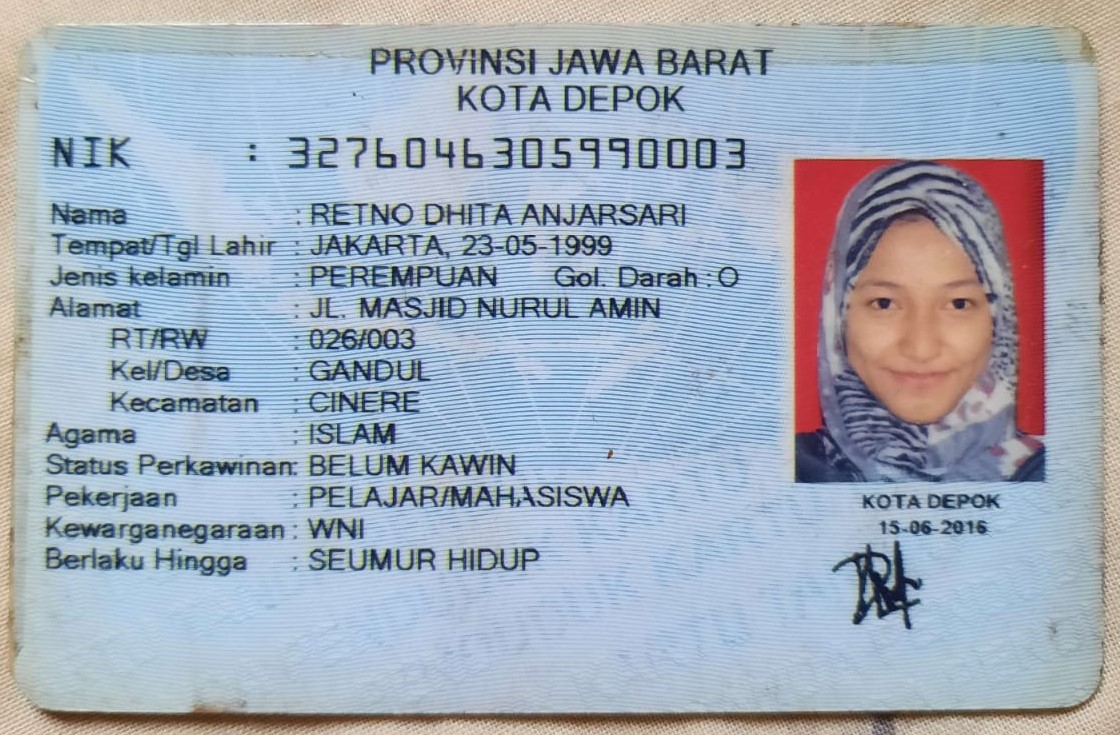 PROVINSI JAWA BARAT
KOTA DEPOK
NIK : 3276046305990003
Nama : RETNO DHITA ANJARSARI
Tempat/Tgl Lahir : JAKARTA, 23-05-1999
Jenis kelamin : PEREMPUAN Gol. Darah : O
Alamat : JL. MASJID NURUL AMIN
RT/RW : 026/003
Kel/Desa : GANDUL
Kecamatan : CINERE
Agama : ISLAM
Status Perkawinan: BELUM KAWIN
Pekerjaan : PELAJAR/MAHASISWA
Kewarganegaraan : WNI
Berlaku Hingga : SEUMUR HIDUP
KOTA DEPOK
15-06-2016